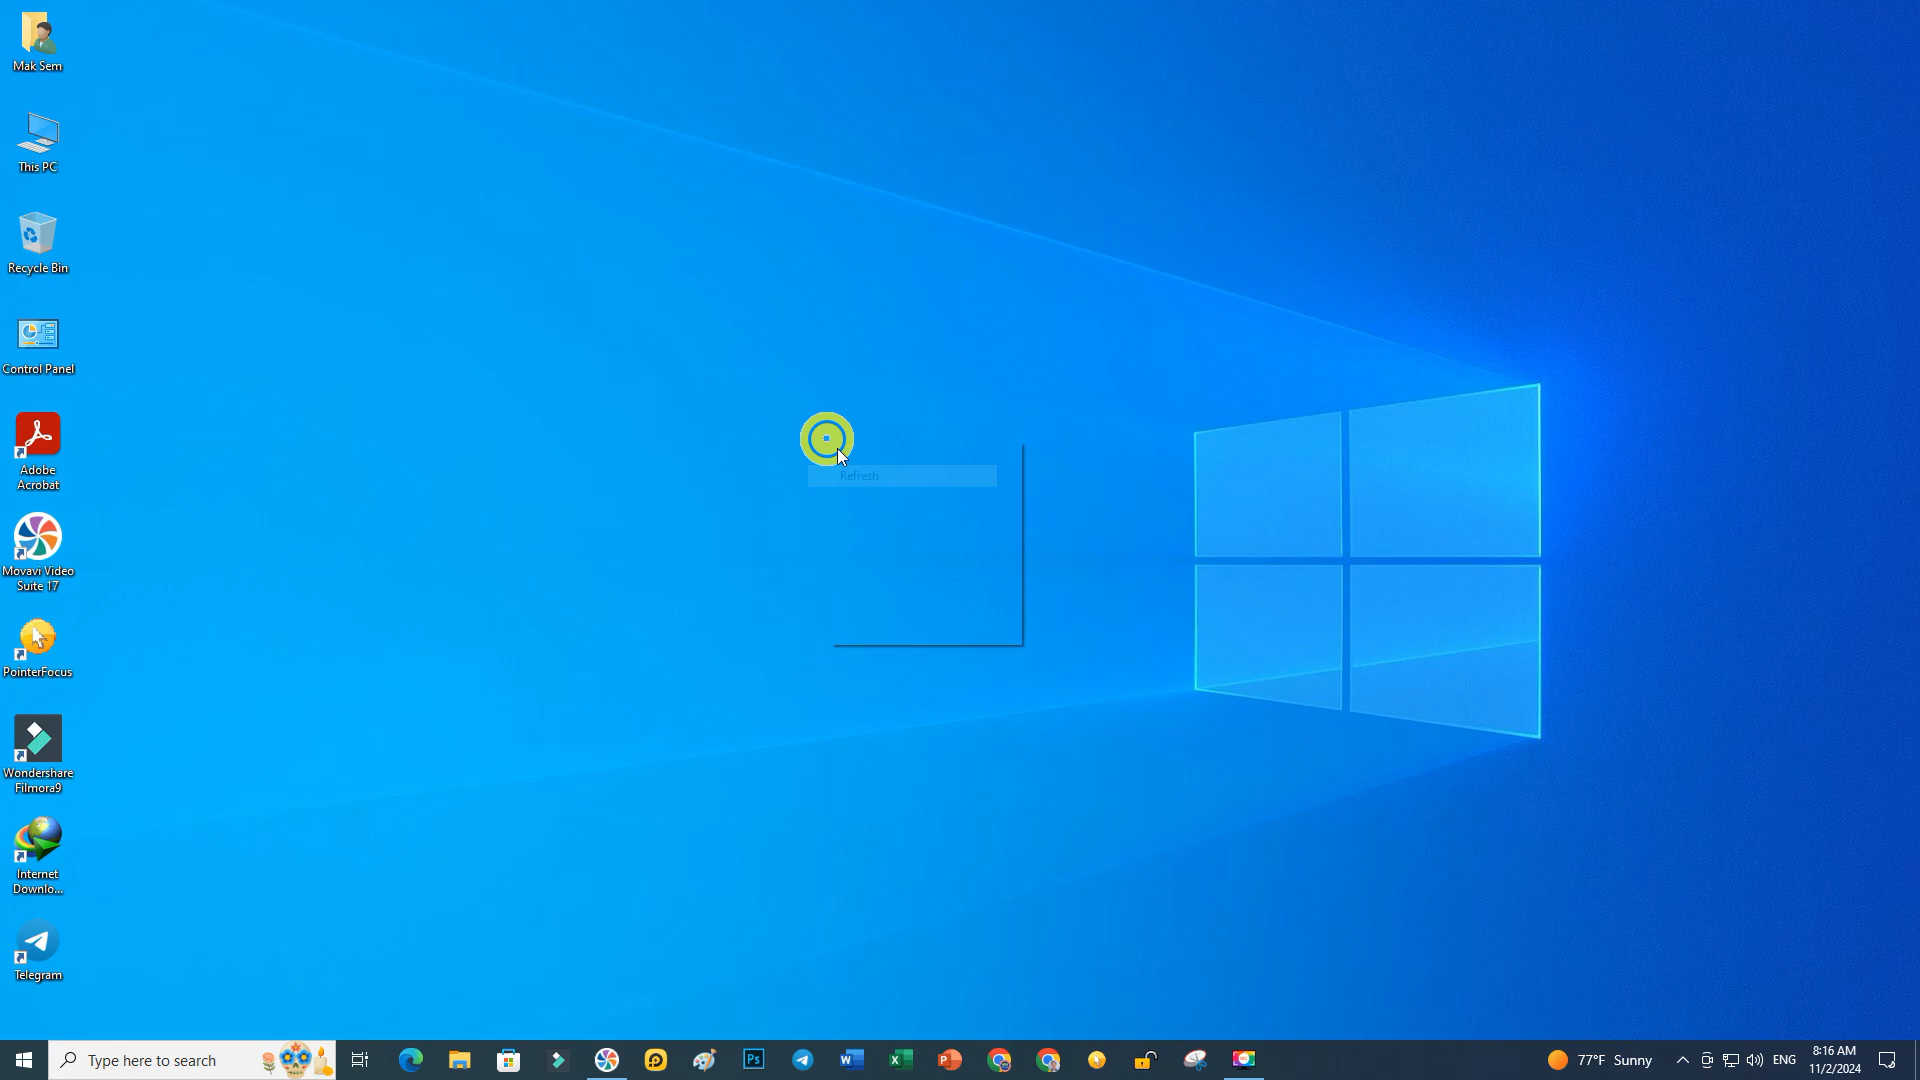 Mak Sem
This PC
Recycle Bin
Control Panel
Adobe
Acrobat
Movavi Video
Suite 17
PointerFocus
Wondershare
Filmora9
Internet
Downlo...
Telegram
Refresh
Type here to search
Ps
W
X
P
77°F Sunny
ENG
8:16 AM
11/2/2024